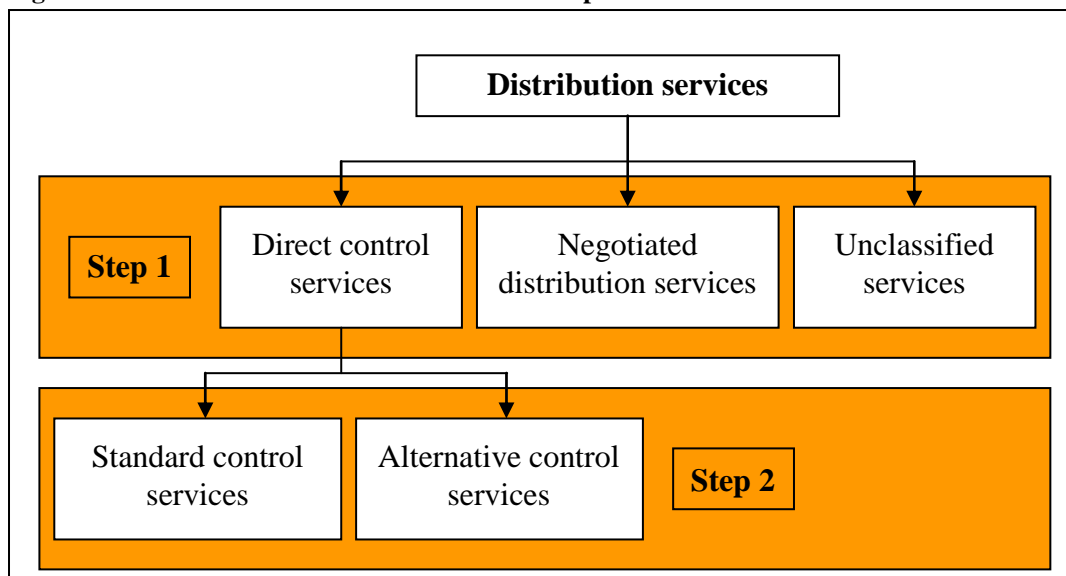 Distribution services
Step 1
Direct control
services
Negotiated
distribution services
Unclassified
services
Standard control
services
Alternative control
services
Step 2